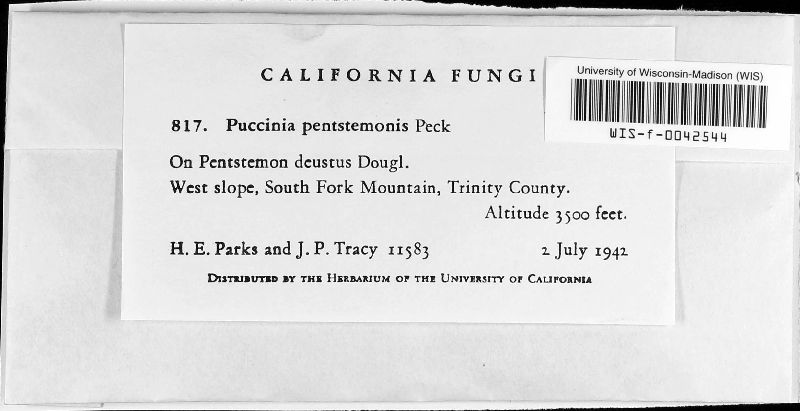 CALIFORNIA FUNGI
University of Wisconsin-Madison (WIS)
WIS-f-0042544
817. Puccinia pentstemonis Peck
On Pentstemon deustus Dougl.
West slope, South Fork Mountain, Trinity County.
Altitude 3500 feet.
H. E. Parks and J. P. Tracy 11583 2 July 1942
Distributed by the Herbarium of the University of California